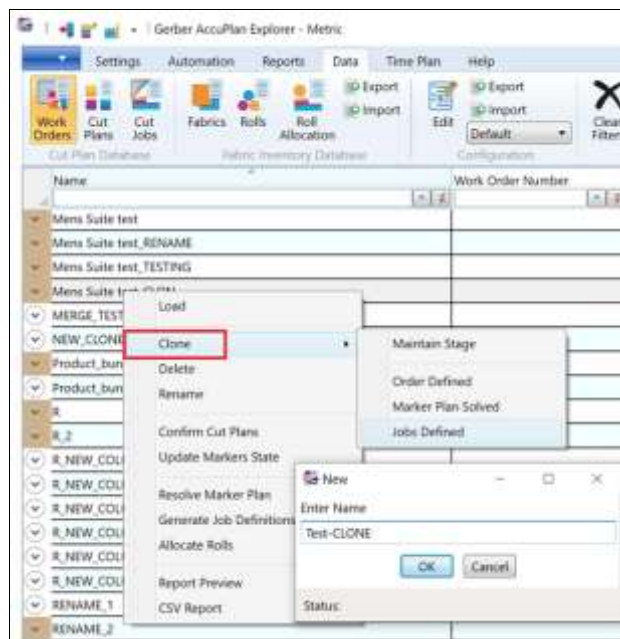 Gerber AccuPlan Explorer - Metric
Settings Automation Reports Data Time Plan Help
Work Orders Cut Plans Cut Jobs Fabrics Rolls Roll Allocation Export Import Edit Export Import Default Clear Filter
Cut Plan Database Fabric Inventory Database Configuration
Name Work Order Number
Mens Suite test
Mens Suite test_RENAME
Mens Suite test_TESTING
Mens Suite test_CLON
MERGE_TEST
NEW_CLONE
Product_bun
Product_bun
R
R_2
R_NEW_COL
R_NEW_COL
R_NEW_COL
R_NEW_COL
R_NEW_COL
R_NEW_COL
RENAME_1
RENAME_2
Load
Clone
Delete
Rename
Confirm Cut Plans
Update Markers State
Resolve Marker Plan
Generate Job Definitions
Allocate Rolls
Report Preview
CSV Report
Maintain Stage
Order Defined
Marker Plan Solved
Jobs Defined
New
Enter Name
Test-CLONE
OK Cancel
Status: